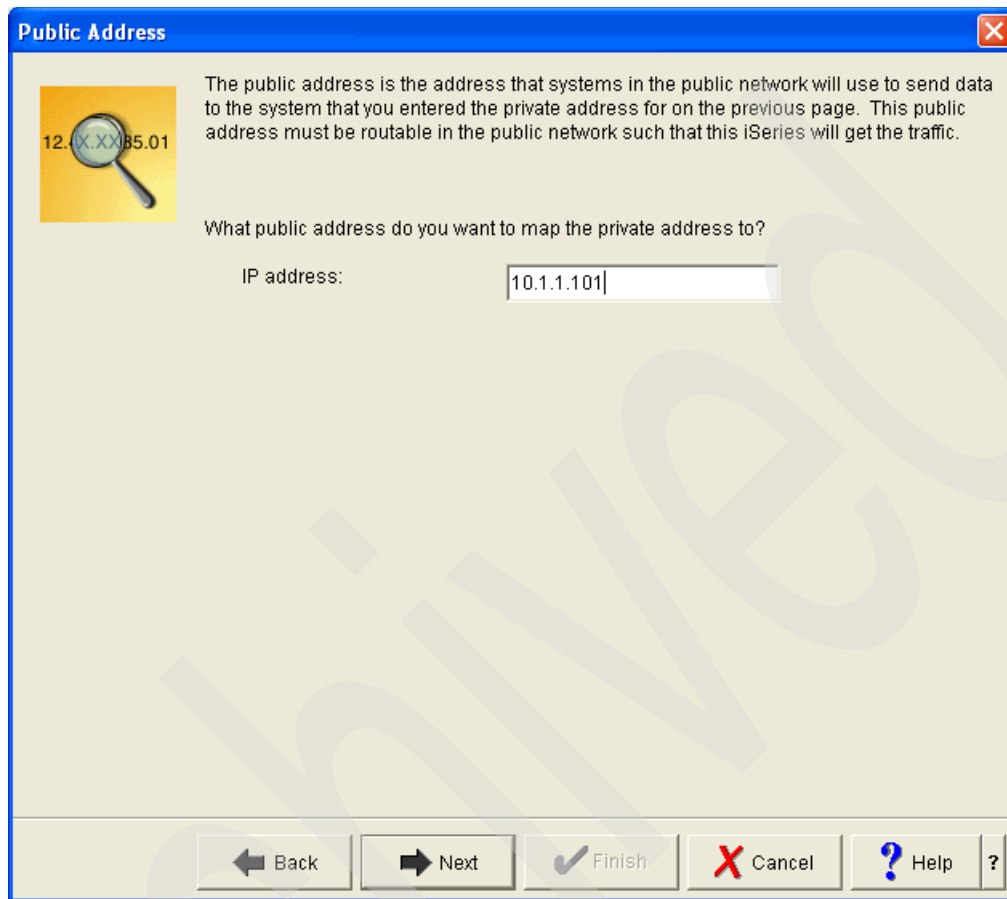 Public Address
The public address is the address that systems in the public network will use to send data
to the system that you entered the private address for on the previous page. This public
address must be routable in the public network such that this iSeries will get the traffic.
12.4X.XX85.01
What public address do you want to map the private address to?
IP address:
10.1.1.101
Back
Next
Finish
Cancel
Help
?
hived